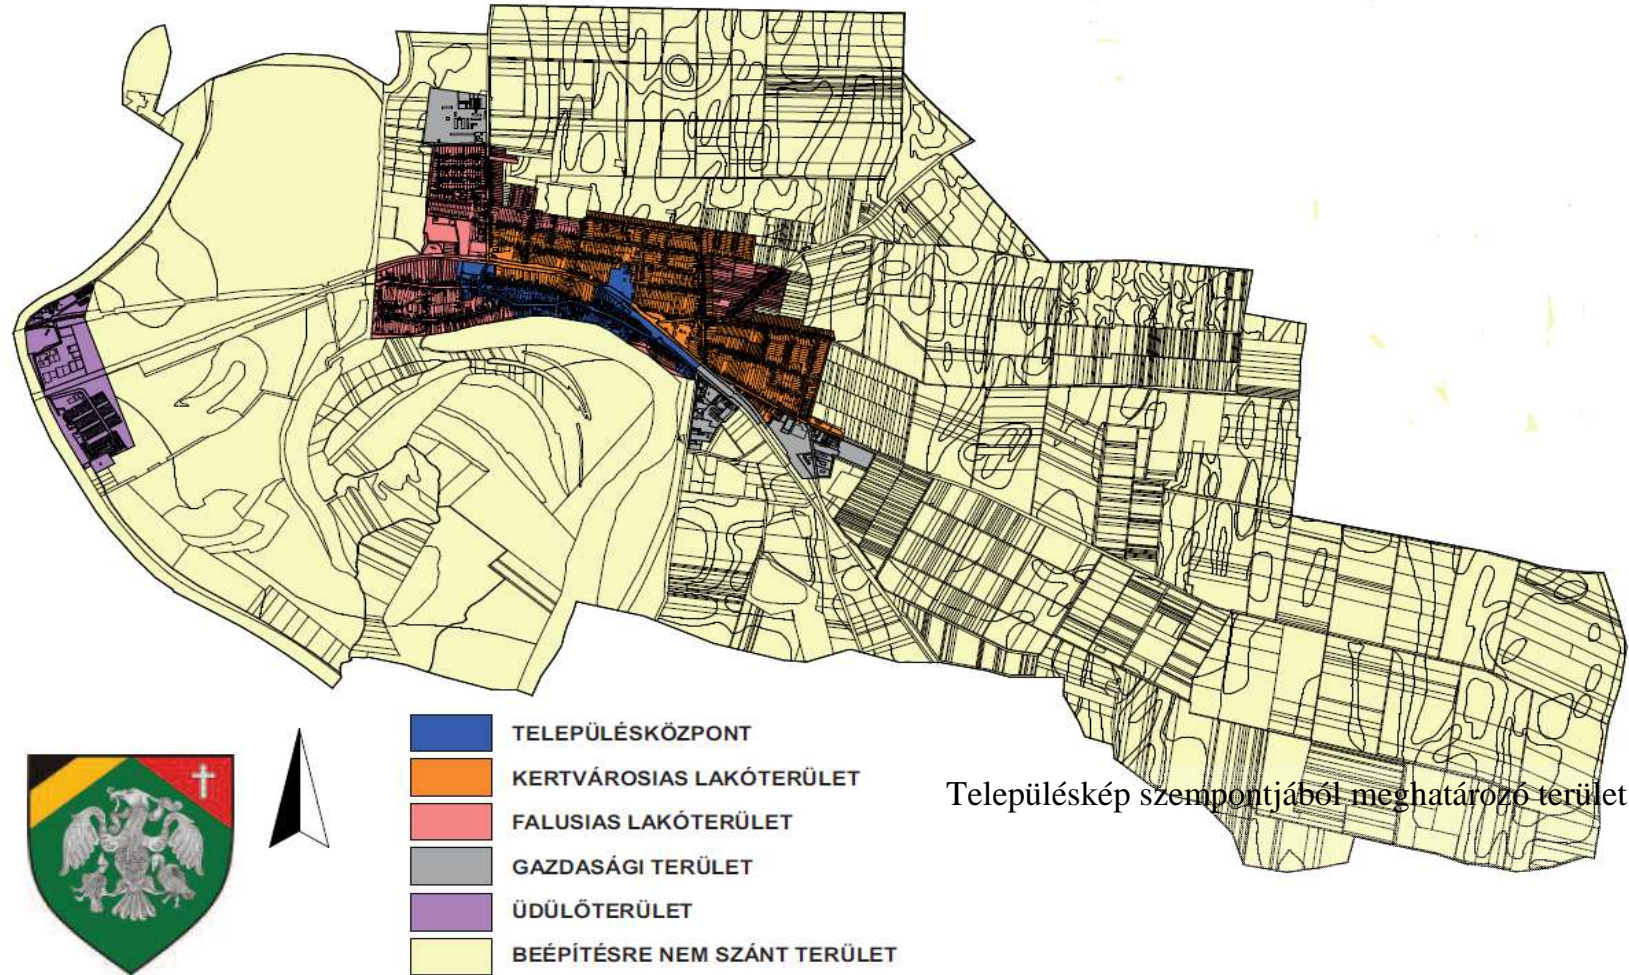 TELEPÜLÉSKÖZPONT
KERTVÁROSIAS LAKÓTERÜLET
FALUSIAS LAKÓTERÜLET
GAZDASÁGI TERÜLET
ÜDÜLŐTERÜLET
BEÉPÍTÉSRE NEM SZÁNT TERÜLET
Településkép szempontjából meghatározó terület